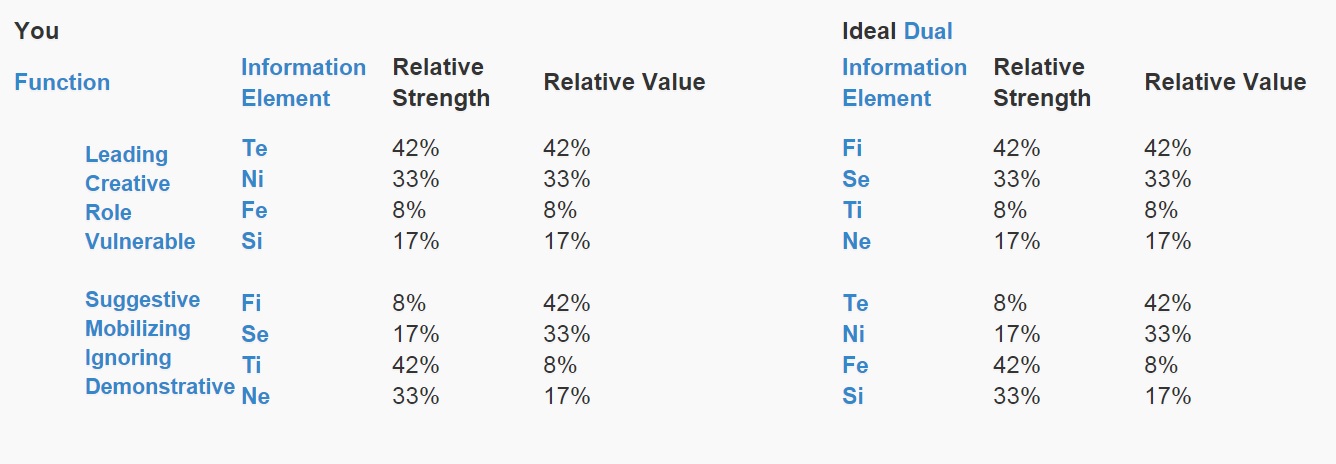 You Ideal Dual
Function Information Element Relative Strength Relative Value Information Element Relative Strength Relative Value
Leading Te 42% 42% Fi 42% 42%
Creative Ni 33% 33% Se 33% 33%
Role Fe 8% 8% Ti 8% 8%
Vulnerable Si 17% 17% Ne 17% 17%
Suggestive Fi 8% 42% Te 8% 42%
Mobilizing Se 17% 33% Ni 17% 33%
Ignoring Ti 42% 8% Fe 42% 8%
Demonstrative Ne 33% 17% Si 33% 17%